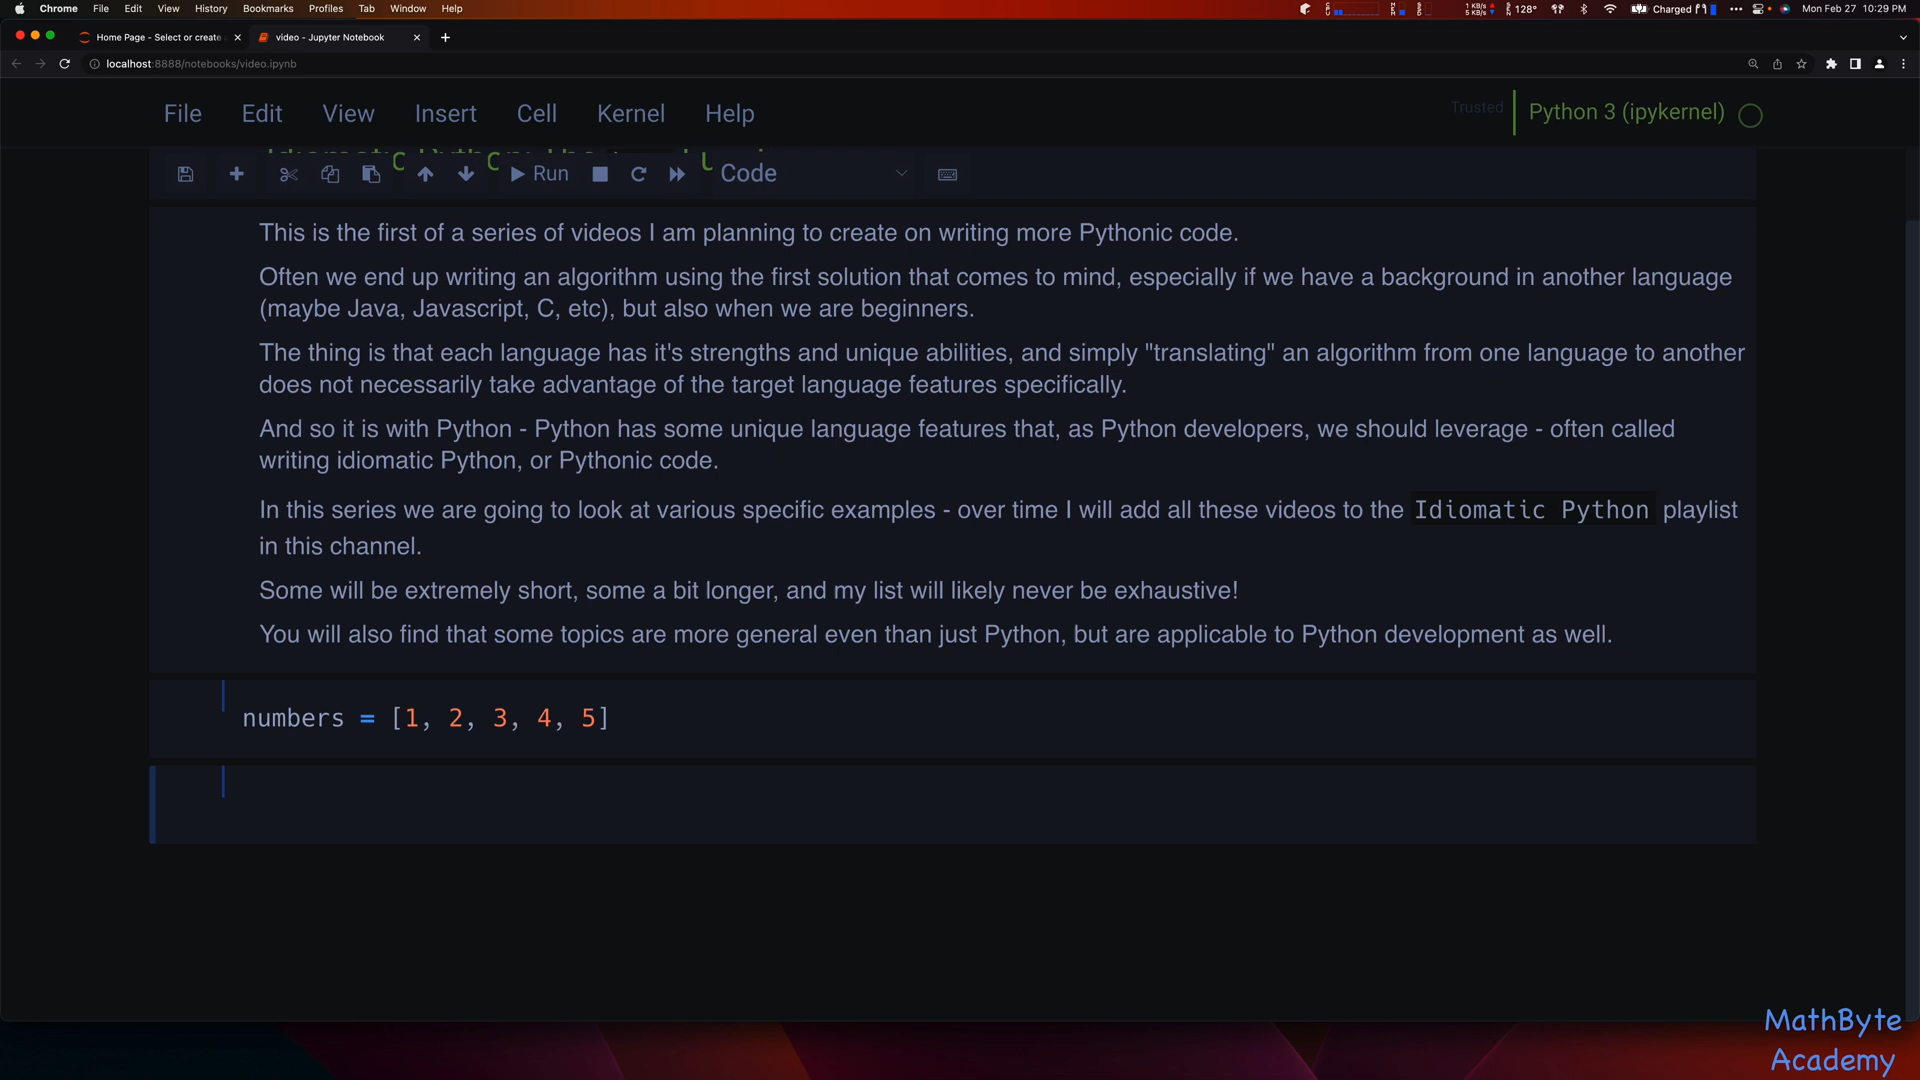 Chrome File Edit View History Bookmarks Profiles Tab Window Help 1 KB/s 5 KB/s 128° Charged Mon Feb 27 10:29 PM
Home Page - Select or create video - Jupyter Notebook
localhost:8888/notebooks/video.ipynb
File Edit View Insert Cell Kernel Help Trusted Python 3 (ipykernel)
Run Code
This is the first of a series of videos I am planning to create on writing more Pythonic code.
Often we end up writing an algorithm using the first solution that comes to mind, especially if we have a background in another language
(maybe Java, Javascript, C, etc), but also when we are beginners.
The thing is that each language has it's strengths and unique abilities, and simply "translating" an algorithm from one language to another
does not necessarily take advantage of the target language features specifically.
And so it is with Python - Python has some unique language features that, as Python developers, we should leverage - often called
writing idiomatic Python, or Pythonic code.
In this series we are going to look at various specific examples - over time I will add all these videos to the Idiomatic Python playlist
in this channel.
Some will be extremely short, some a bit longer, and my list will likely never be exhaustive!
You will also find that some topics are more general even than just Python, but are applicable to Python development as well.
numbers = [1, 2, 3, 4, 5]
MathByte
Academy